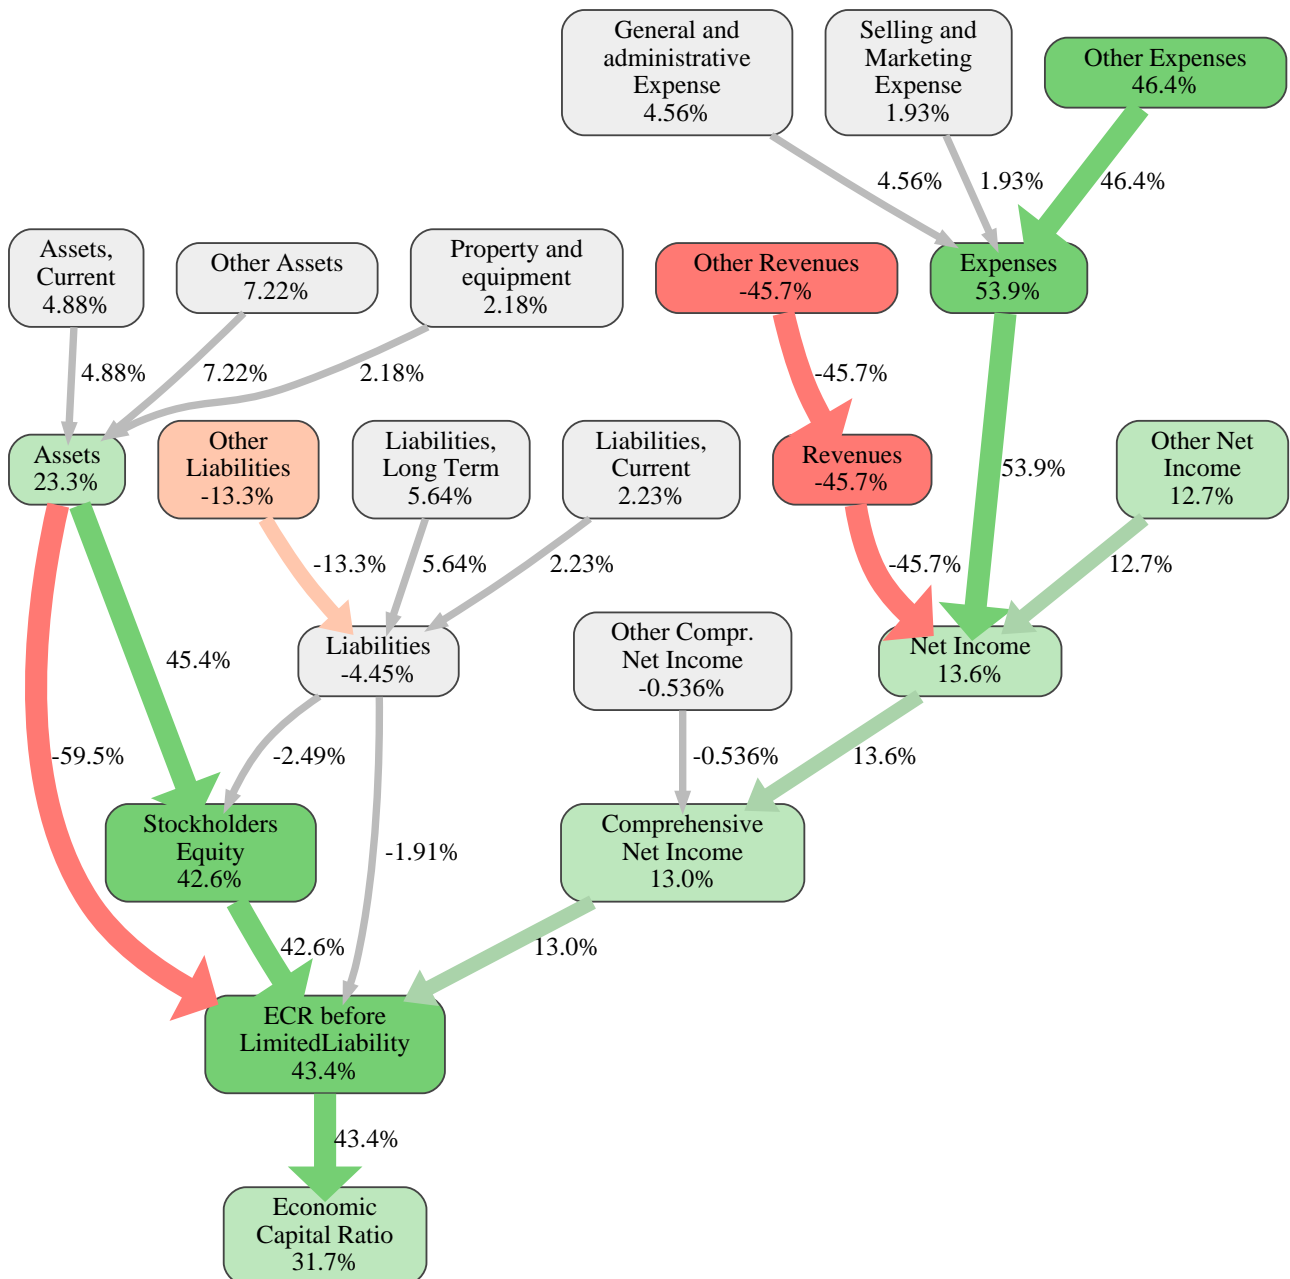 General and
administrative
Expense
4.56%
Selling and
Marketing
Expense
1.93%
Other Expenses
46.4%
4.56%
1.93%
46.4%
Assets,
Current
4.88%
Other Assets
7.22%
Property and
equipment
2.18%
Other Revenues
-45.7%
Expenses
53.9%
4.88%
7.22%
2.18%
-45.7%
Assets
23.3%
Other
Liabilities
-13.3%
Liabilities,
Long Term
5.64%
Liabilities,
Current
2.23%
Revenues
-45.7%
53.9%
Other Net
Income
12.7%
-13.3%
5.64%
2.23%
-45.7%
12.7%
45.4%
Liabilities
-4.45%
Other Compr.
Net Income
-0.536%
Net Income
13.6%
-59.5%
-2.49%
-0.536%
13.6%
Stockholders
Equity
42.6%
-1.91%
Comprehensive
Net Income
13.0%
42.6%
13.0%
ECR before
LimitedLiability
43.4%
43.4%
Economic
Capital Ratio
31.7%